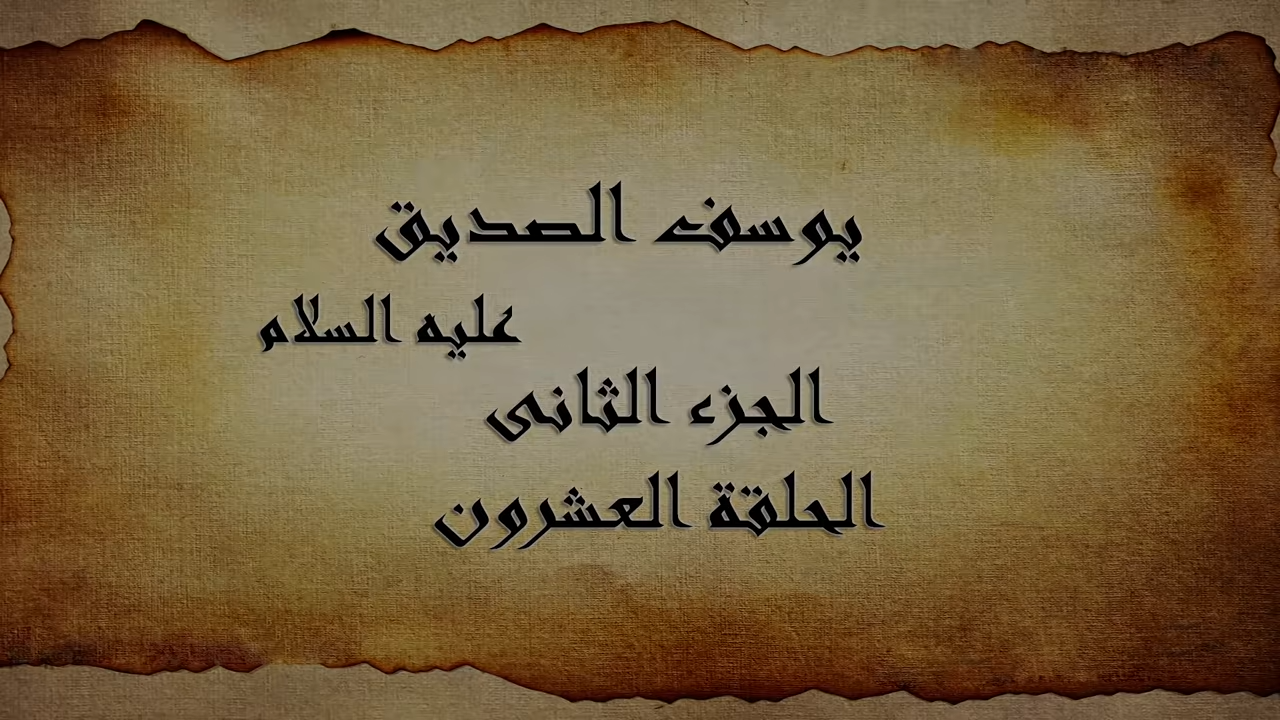 يوسف الصديق
عليه السلام
الجزء الثانى
الحلقة العشرون